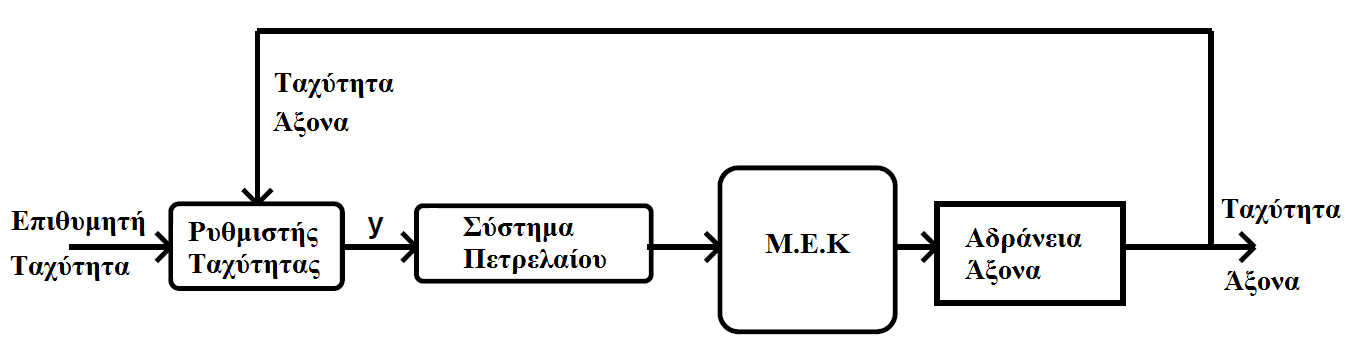 Ταχύτητα
Άξονα
Επιθυμητή
Ταχύτητα
Ρυθμιστής
Ταχύτητας
y
Σύστημα
Πετρελαίου
Μ.Ε.Κ
Αδράνεια
Άξονα
Ταχύτητα
Άξονα